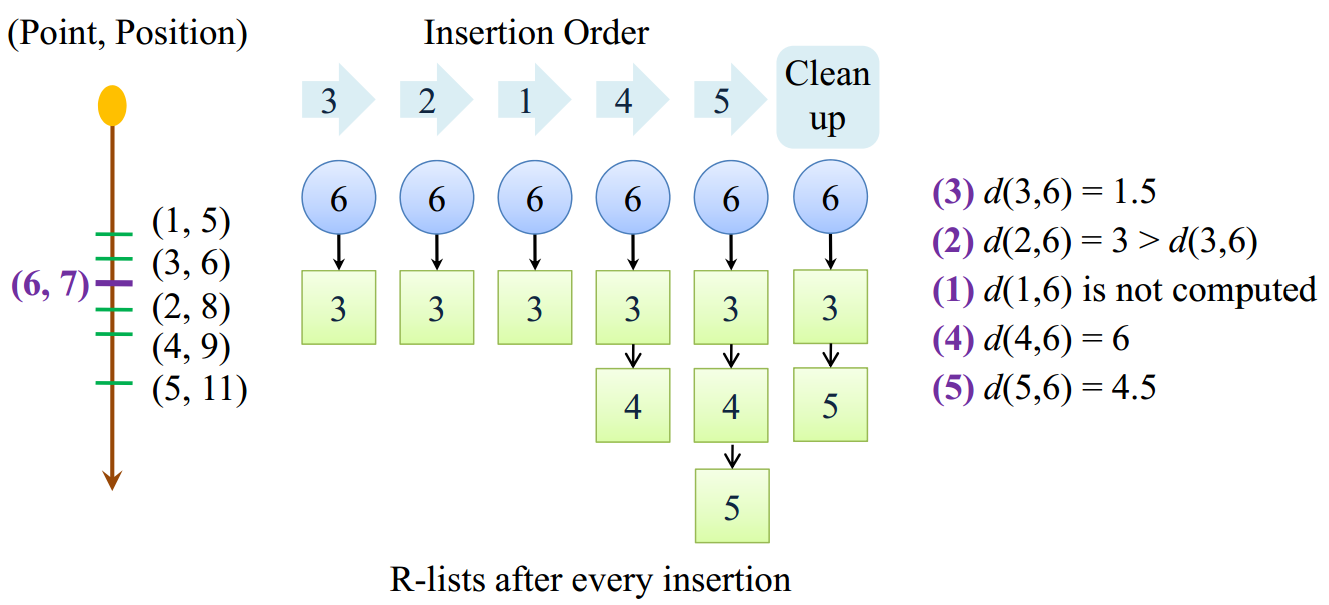 (Point, Position)
Insertion Order
3
2
1
4
5
Clean
up
(1, 5)
(3, 6)
(6, 7)
(2, 8)
(4, 9)
(5, 11)
6
6
6
6
6
6
3
3
3
3
3
3
4
4
5
5
(3) d(3,6) = 1.5
(2) d(2,6) = 3 > d(3,6)
(1) d(1,6) is not computed
(4) d(4,6) = 6
(5) d(5,6) = 4.5
R-lists after every insertion